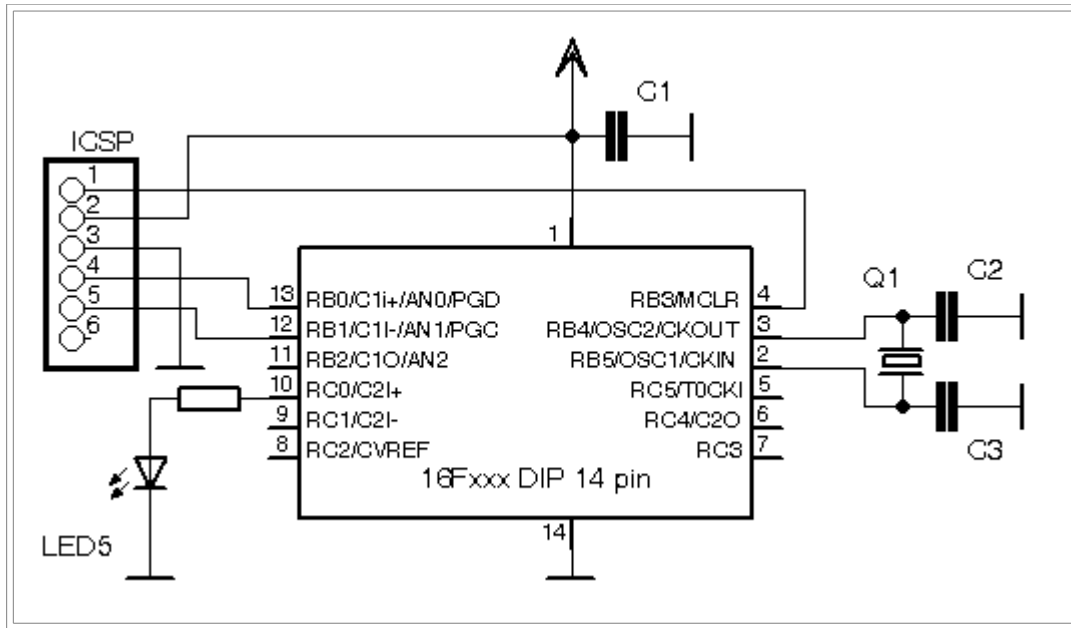 C1
ICSP
1
2
3
4
5
6
1
13 RB0/C1i+/AN0/PGD
12 RB1/C1I-/AN1/PGC
11 RB2/C1O/AN2
10 RC0/C2I+
9 RC1/C2I-
8 RC2/CVREF
RB3/MCLR 4
RB4/OSC2/CKOUT 3
RB5/OSC1/CKIN 2
RC5/T0CKI 5
RC4/C2O 6
RC3 7
16Fxxx DIP 14 pin
14
Q1
C2
C3
LED5